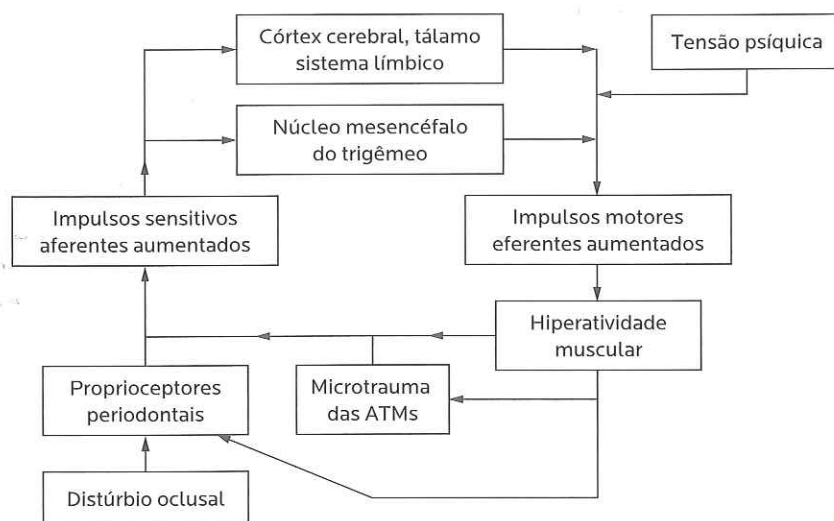 Córtex cerebral, tálamo
sistema límbico
Tensão psíquica
Núcleo mesencéfalo
do trigêmeo
Impulsos sensitivos
aferentes aumentados
Impulsos motores
eferentes aumentados
Hiperatividade
muscular
Proprioceptores
periodontais
Microtrauma
das ATMs
Distúrbio oclusal